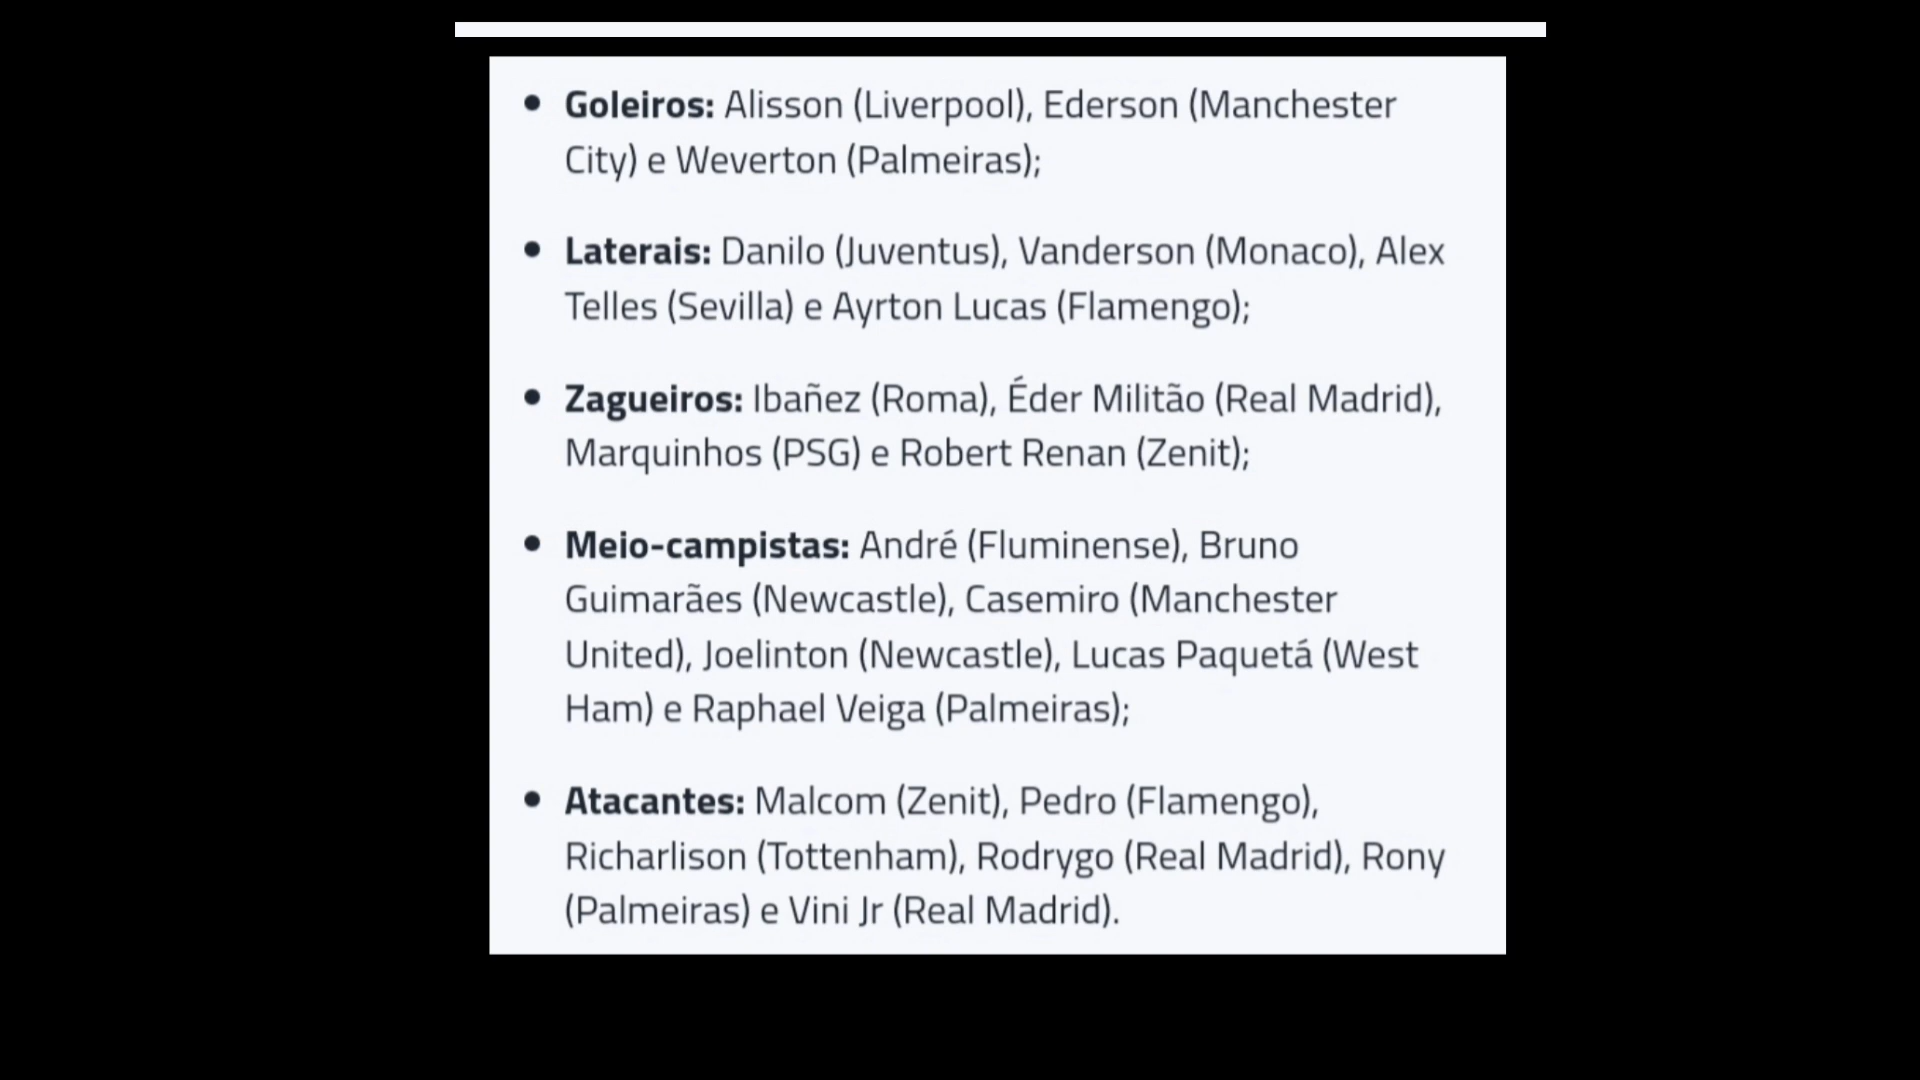 Goleiros: Alisson (Liverpool), Ederson (Manchester
City) e Weverton (Palmeiras);
Laterais: Danilo (Juventus), Vanderson (Monaco), Alex
Telles (Sevilla) e Ayrton Lucas (Flamengo);
Zagueiros: Ibañez (Roma), Éder Militão (Real Madrid),
Marquinhos (PSG) e Robert Renan (Zenit);
Meio-campistas: André (Fluminense), Bruno
Guimarães (Newcastle), Casemiro (Manchester
United), Joelinton (Newcastle), Lucas Paquetá (West
Ham) e Raphael Veiga (Palmeiras);
Atacantes: Malcom (Zenit), Pedro (Flamengo),
Richarlison (Tottenham), Rodrygo (Real Madrid), Rony
(Palmeiras) e Vini Jr (Real Madrid).